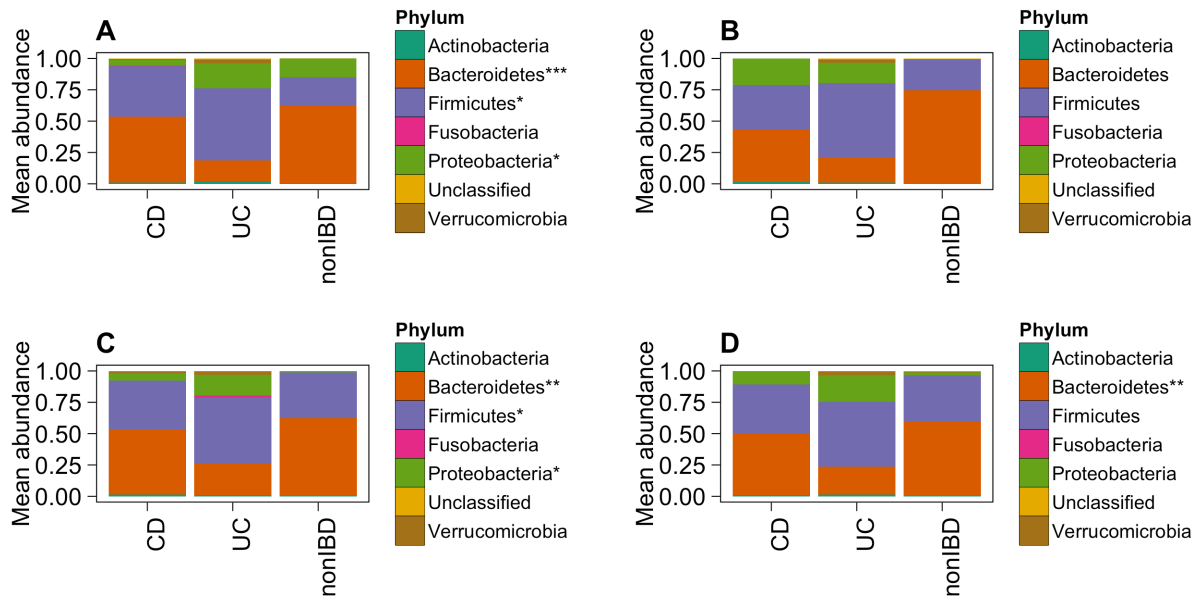 A
Mean abundance
1.00
0.75
0.50
0.25
0.00
CD
UC
nonIBD
Phylum
Actinobacteria
Bacteroidetes***
Firmicutes*
Fusobacteria
Proteobacteria*
Unclassified
Verrucomicrobia
B
Mean abundance
1.00
0.75
0.50
0.25
0.00
CD
UC
nonIBD
Phylum
Actinobacteria
Bacteroidetes
Firmicutes
Fusobacteria
Proteobacteria
Unclassified
Verrucomicrobia
C
Mean abundance
1.00
0.75
0.50
0.25
0.00
CD
UC
nonIBD
Phylum
Actinobacteria
Bacteroidetes**
Firmicutes*
Fusobacteria
Proteobacteria*
Unclassified
Verrucomicrobia
D
Mean abundance
1.00
0.75
0.50
0.25
0.00
CD
UC
nonIBD
Phylum
Actinobacteria
Bacteroidetes**
Firmicutes
Fusobacteria
Proteobacteria
Unclassified
Verrucomicrobia